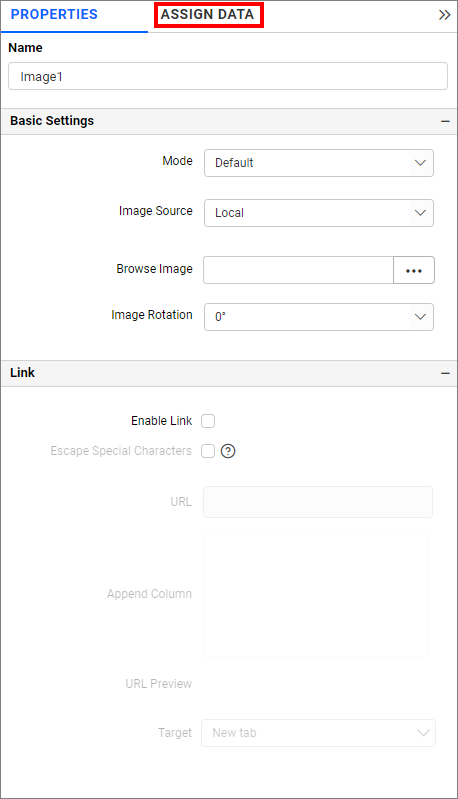 PROPERTIES ASSIGN DATA
Name
Image1
Basic Settings
Mode Default
Image Source Local
Browse Image
Image Rotation 0°
Link
Enable Link
Escape Special Characters
URL
Append Column
URL Preview
Target New tab